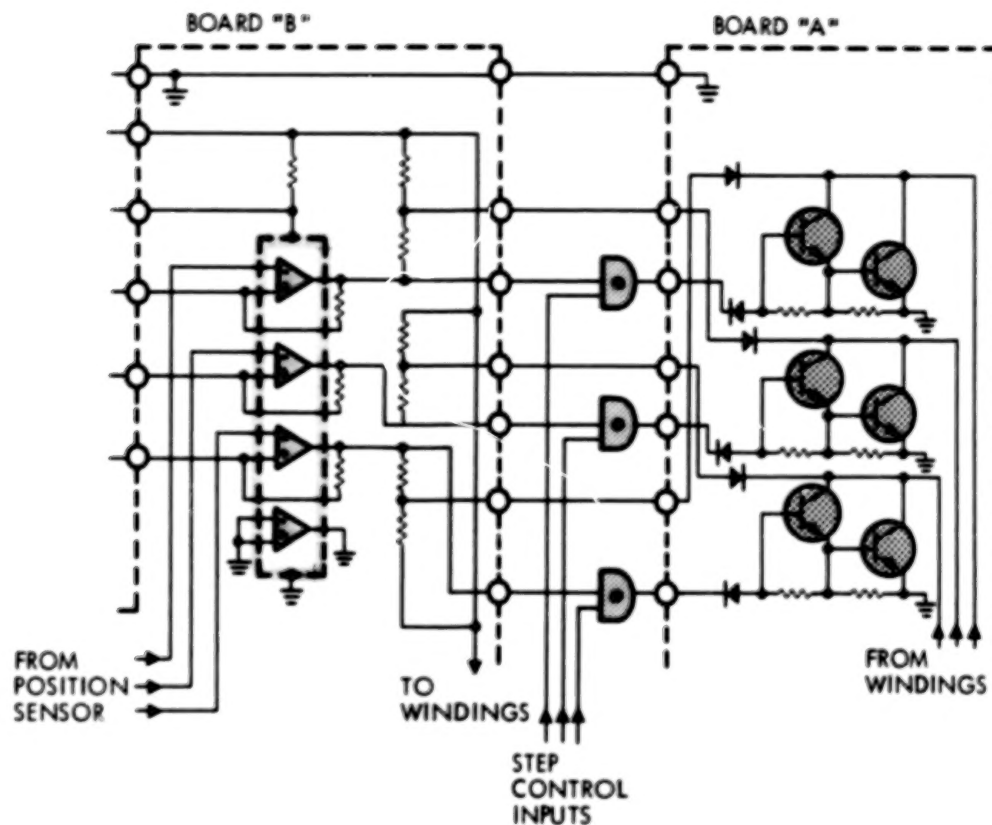 BOARD "B"
BOARD "A"
FROM
POSITION
SENSOR
TO
WINDINGS
STEP
CONTROL
INPUTS
FROM
WINDINGS